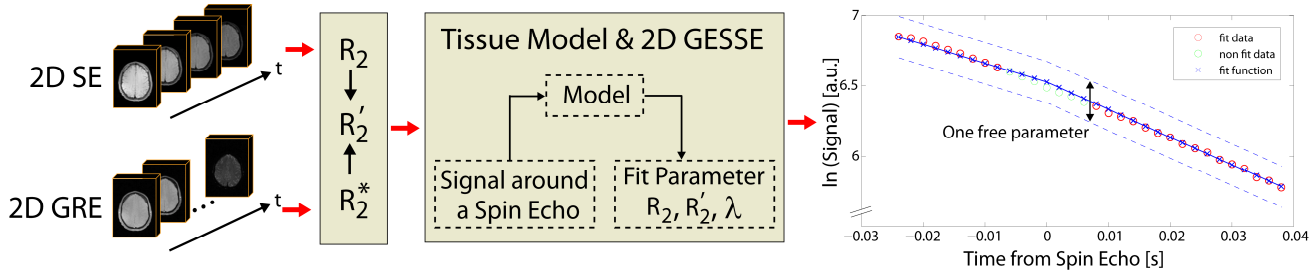 2D SE
t
2D GRE
t
R2
R2′
R2*
Tissue Model & 2D GESSE
Model
Signal around
a Spin Echo
Fit Parameter
R2, R2′, λ
ln (Signal) [a.u.]
7
6.5
6
fit data
non fit data
fit function
One free parameter
−0.03 −0.02 −0.01 0 0.01 0.02 0.03 0.04
Time from Spin Echo [s]